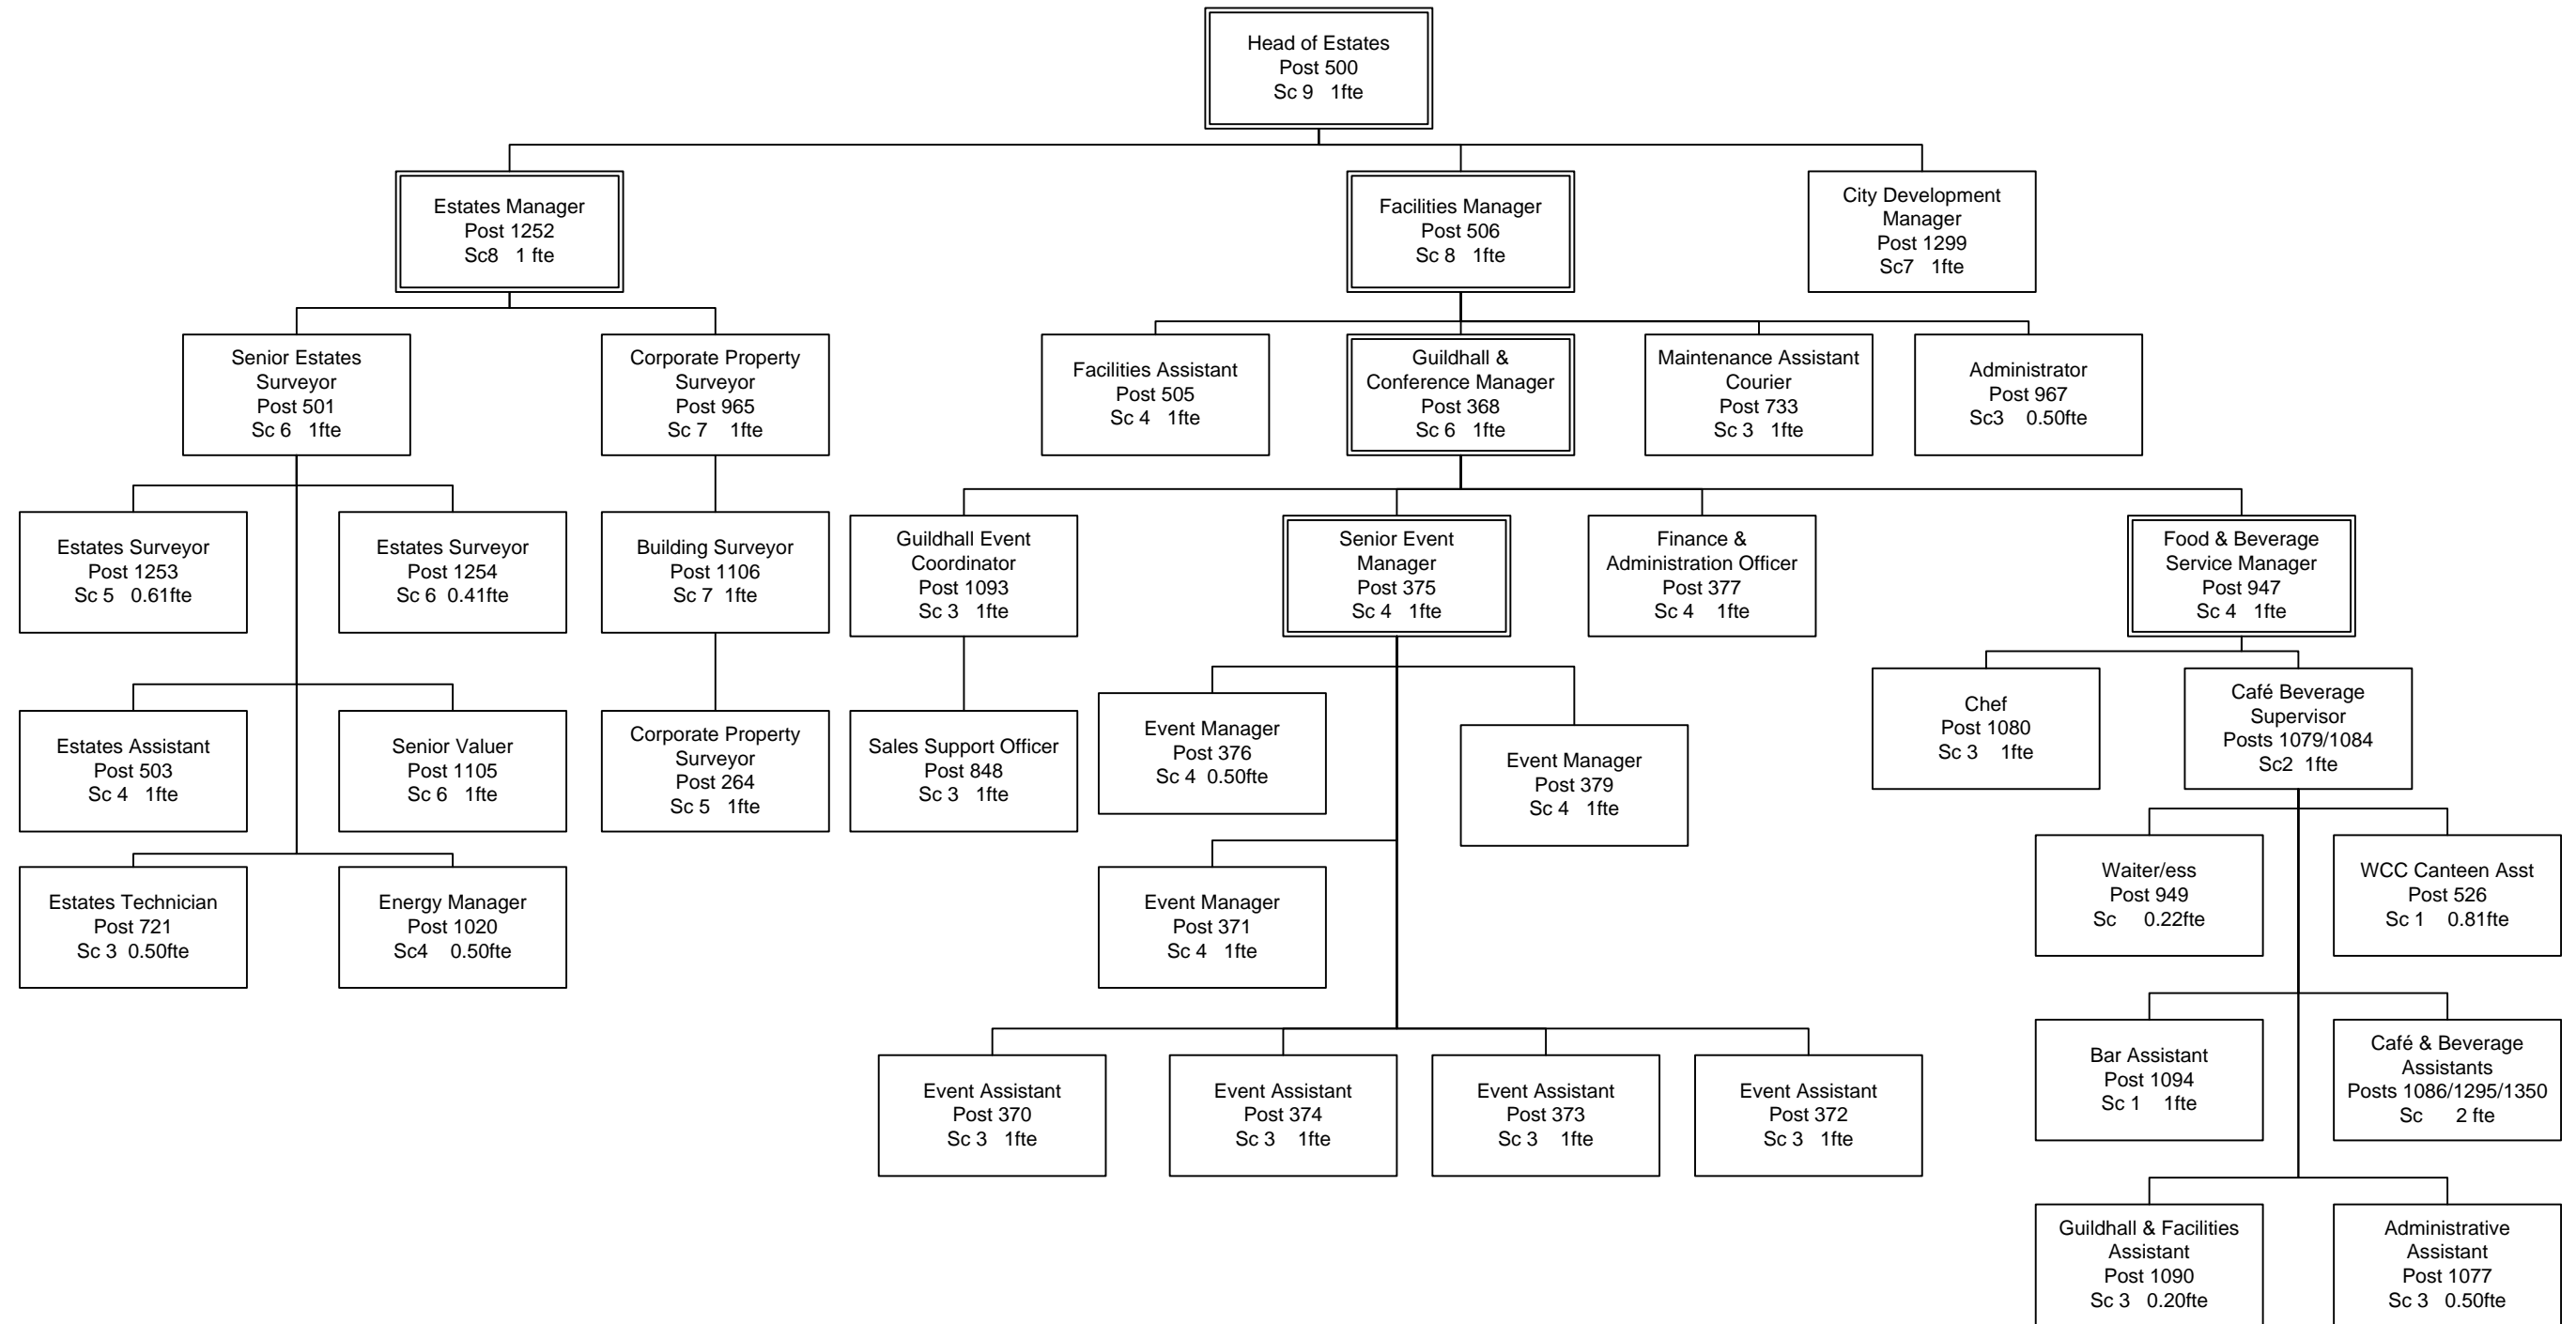 Head of Estates
Post 500
Sc 9 1fte
Estates Manager
Post 1252
Sc8 1 fte
Facilities Manager
Post 506
Sc 8 1fte
City Development
Manager
Post 1299
Sc7 1fte
Senior Estates
Surveyor
Post 501
Sc 6 1fte
Corporate Property
Surveyor
Post 965
Sc 7 1fte
Facilities Assistant
Post 505
Sc 4 1fte
Guildhall &
Conference Manager
Post 368
Sc 6 1fte
Maintenance Assistant
Courier
Post 733
Sc 3 1fte
Administrator
Post 967
Sc3 0.50fte
Estates Surveyor
Post 1253
Sc 5 0.61fte
Estates Surveyor
Post 1254
Sc 6 0.41fte
Building Surveyor
Post 1106
Sc 7 1fte
Guildhall Event
Coordinator
Post 1093
Sc 3 1fte
Senior Event
Manager
Post 375
Sc 4 1fte
Finance &
Administration Officer
Post 377
Sc 4 1fte
Food & Beverage
Service Manager
Post 947
Sc 4 1fte
Estates Assistant
Post 503
Sc 4 1fte
Senior Valuer
Post 1105
Sc 6 1fte
Corporate Property
Surveyor
Post 264
Sc 5 1fte
Sales Support Officer
Post 848
Sc 3 1fte
Event Manager
Post 376
Sc 4 0.50fte
Event Manager
Post 379
Sc 4 1fte
Chef
Post 1080
Sc 3 1fte
Café Beverage
Supervisor
Posts 1079/1084
Sc2 1fte
Estates Technician
Post 721
Sc 3 0.50fte
Energy Manager
Post 1020
Sc4 0.50fte
Event Manager
Post 371
Sc 4 1fte
Waiter/ess
Post 949
Sc 0.22fte
WCC Canteen Asst
Post 526
Sc 1 0.81fte
Event Assistant
Post 370
Sc 3 1fte
Event Assistant
Post 374
Sc 3 1fte
Event Assistant
Post 373
Sc 3 1fte
Event Assistant
Post 372
Sc 3 1fte
Bar Assistant
Post 1094
Sc 1 1fte
Café & Beverage
Assistants
Posts 1086/1295/1350
Sc 2 fte
Guildhall & Facilities
Assistant
Post 1090
Sc 3 0.20fte
Administrative
Assistant
Post 1077
Sc 3 0.50fte